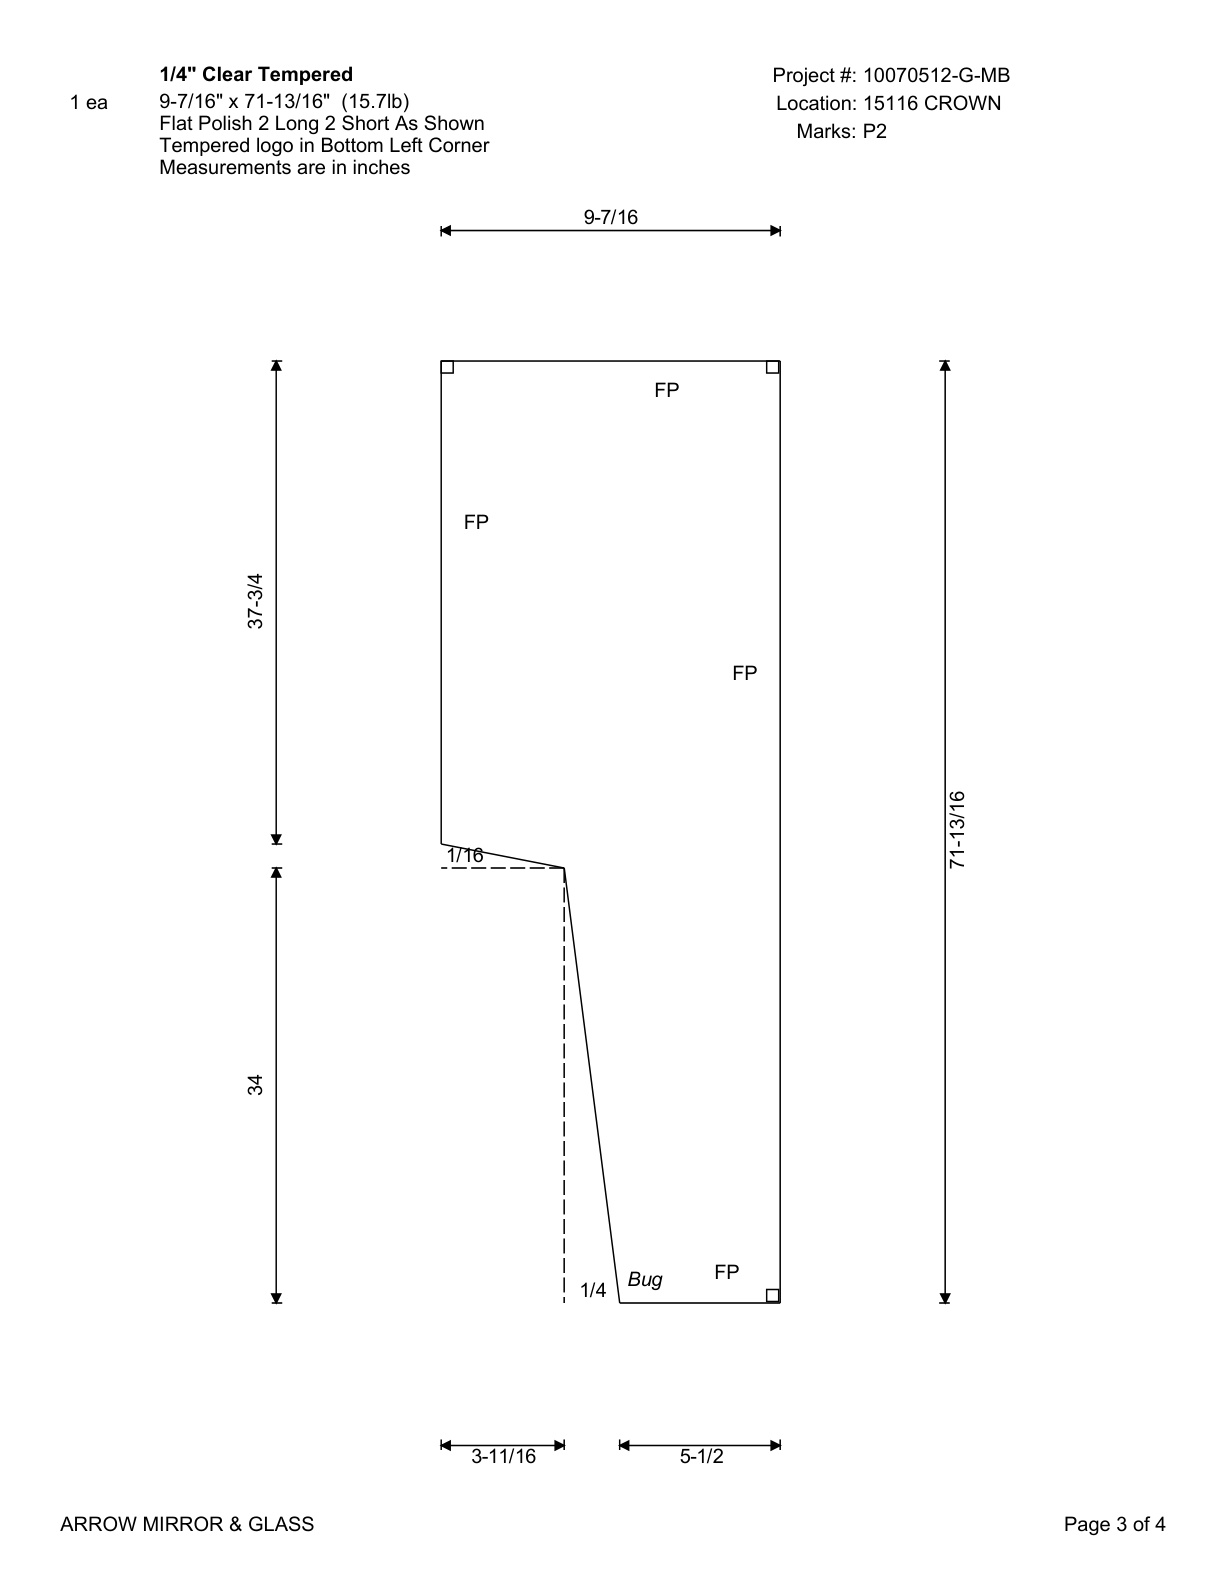 1/4" Clear Tempered
Project #: 10070512-G-MB
1 ea
9-7/16" x 71-13/16" (15.7lb)
Location: 15116 CROWN
Flat Polish 2 Long 2 Short As Shown
Marks: P2
Tempered logo in Bottom Left Corner
Measurements are in inches
9-7/16
FP
FP
37-3/4
FP
71-13/16
1/16
34
FP
Bug
1/4
3-11/16
5-1/2
ARROW MIRROR & GLASS
Page 3 of 4